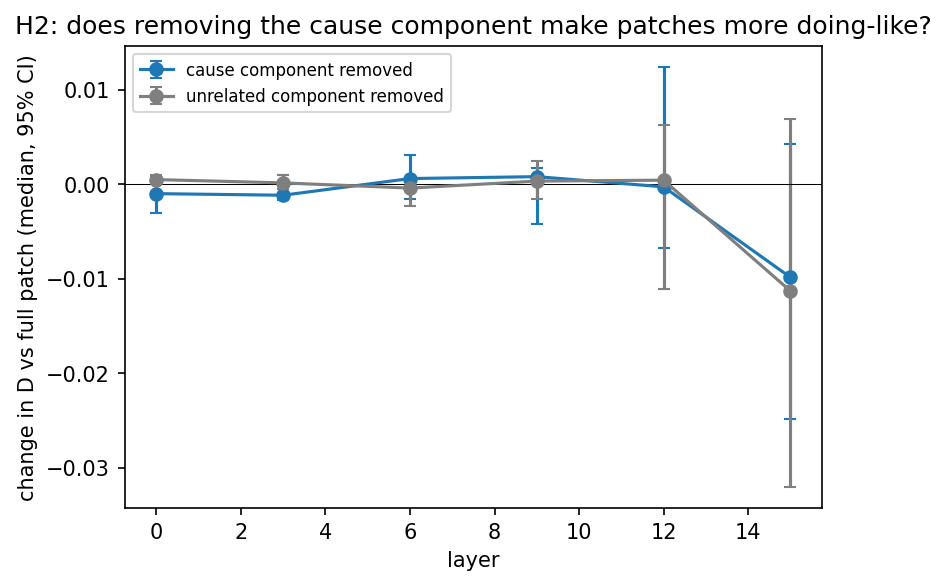 H2: does removing the cause component make patches more doing-like?
cause component removed
unrelated component removed
change in D vs full patch (median, 95% CI)
0.01
0.00
−0.01
−0.02
−0.03
0 2 4 6 8 10 12 14
layer